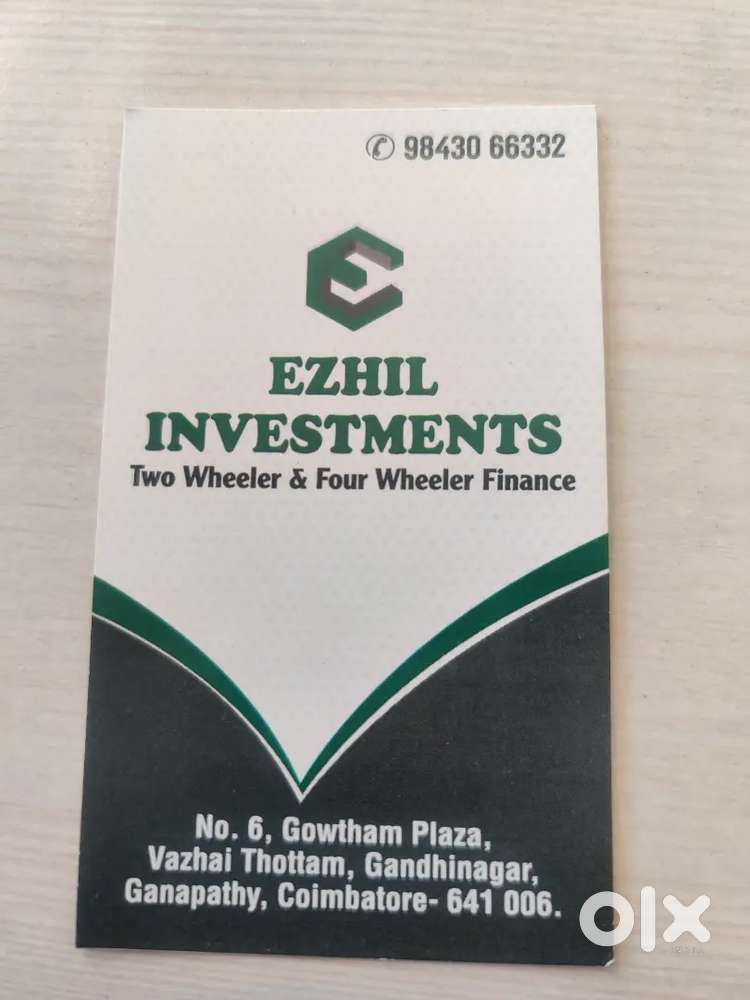 98430 66332
EZHIL
INVESTMENTS
Two Wheeler & Four Wheeler Finance
No. 6, Gowtham Plaza,
Vazhai Thottam, Gandhinagar,
Ganapathy, Coimbatore- 641 006.
olx